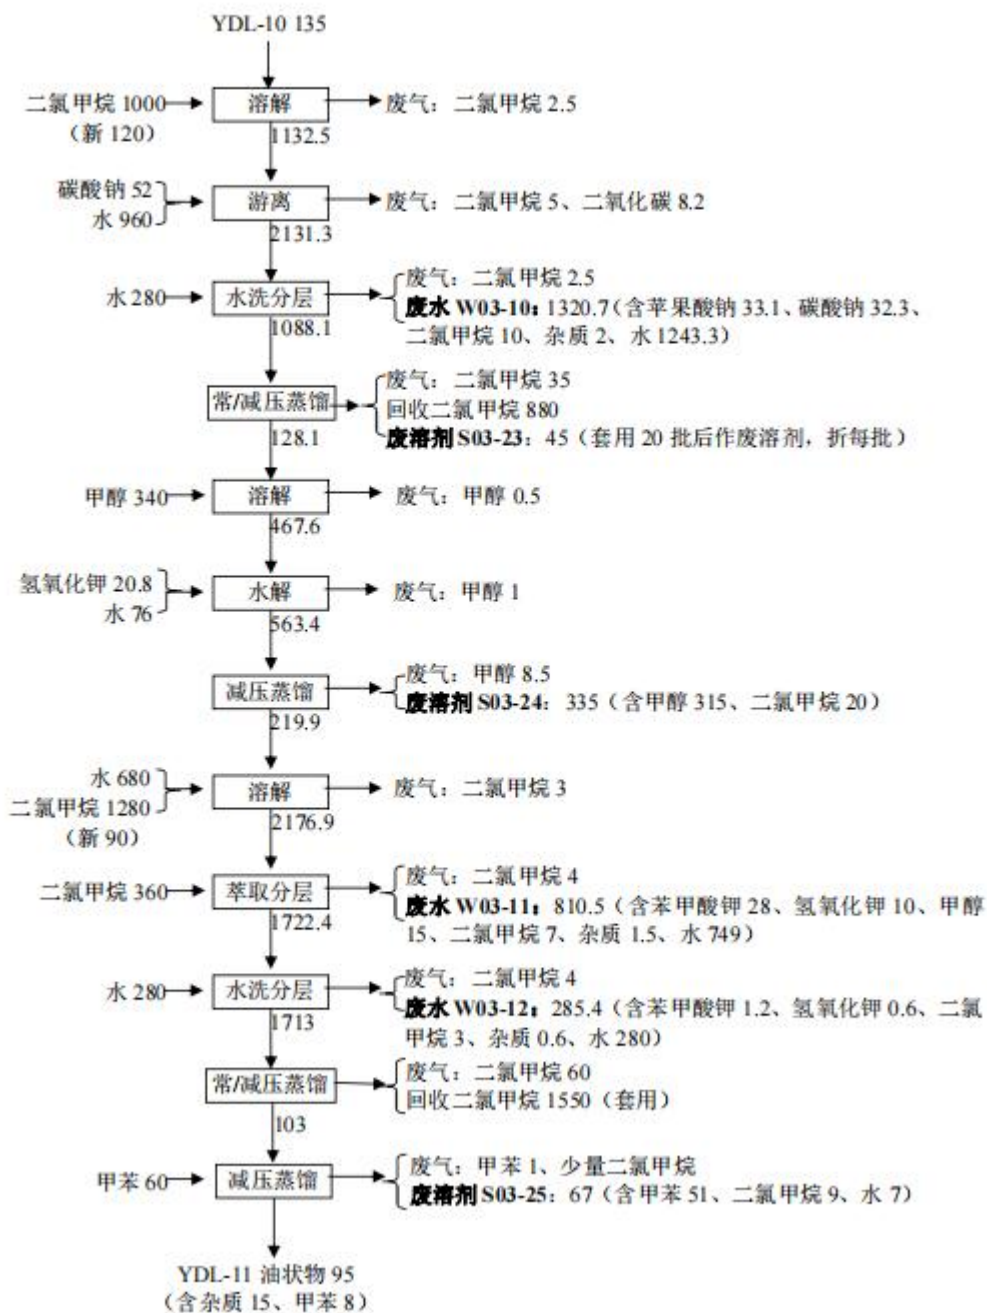 YDL-10 135
二氯甲烷 1000
（新 120）
溶解
废气：二氯甲烷 2.5
1132.5
碳酸钠 52
水 960
游离
废气：二氯甲烷 5、二氧化碳 8.2
2131.3
水 280
水洗分层
废气：二氯甲烷 2.5
废水 W03-10：1320.7（含苹果酸钠 33.1、碳酸钠 32.3、
二氯甲烷 10、杂质 2、水 1243.3）
1088.1
常/减压蒸馏
废气：二氯甲烷 35
回收二氯甲烷 880
废溶剂 S03-23：45（套用 20 批后作废溶剂，折每批）
128.1
甲醇 340
溶解
废气：甲醇 0.5
467.6
氢氧化钾 20.8
水 76
水解
废气：甲醇 1
563.4
减压蒸馏
废气：甲醇 8.5
废溶剂 S03-24：335（含甲醇 315、二氯甲烷 20）
219.9
水 680
二氯甲烷 1280
（新 90）
溶解
废气：二氯甲烷 3
2176.9
二氯甲烷 360
萃取分层
废气：二氯甲烷 4
废水 W03-11：810.5（含苯甲酸钾 28、氢氧化钾 10、甲醇
15、二氯甲烷 7、杂质 1.5、水 749）
1722.4
水 280
水洗分层
废气：二氯甲烷 4
废水 W03-12：285.4（含苯甲酸钾 1.2、氢氧化钾 0.6、二氯
甲烷 3、杂质 0.6、水 280）
1713
常/减压蒸馏
废气：二氯甲烷 60
回收二氯甲烷 1550（套用）
103
甲苯 60
减压蒸馏
废气：甲苯 1、少量二氯甲烷
废溶剂 S03-25：67（含甲苯 51、二氯甲烷 9、水 7）
YDL-11 油状物 95
（含杂质 15、甲苯 8）